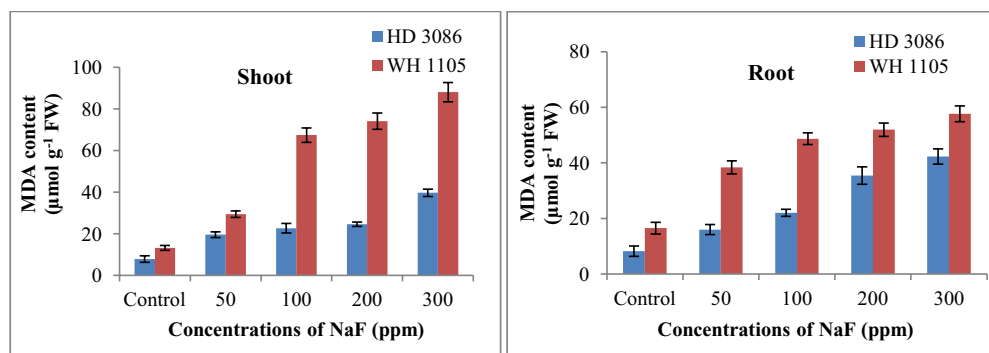 HD 3086
WH 1105
Shoot
100
80
60
40
20
0
MDA content
(µmol g-1 FW)
Control 50 100 200 300
Concentrations of NaF (ppm)
HD 3086
WH 1105
Root
80
60
40
20
0
MDA content
(µmol g-1 FW)
Control 50 100 200 300
Concentrations of NaF (ppm)